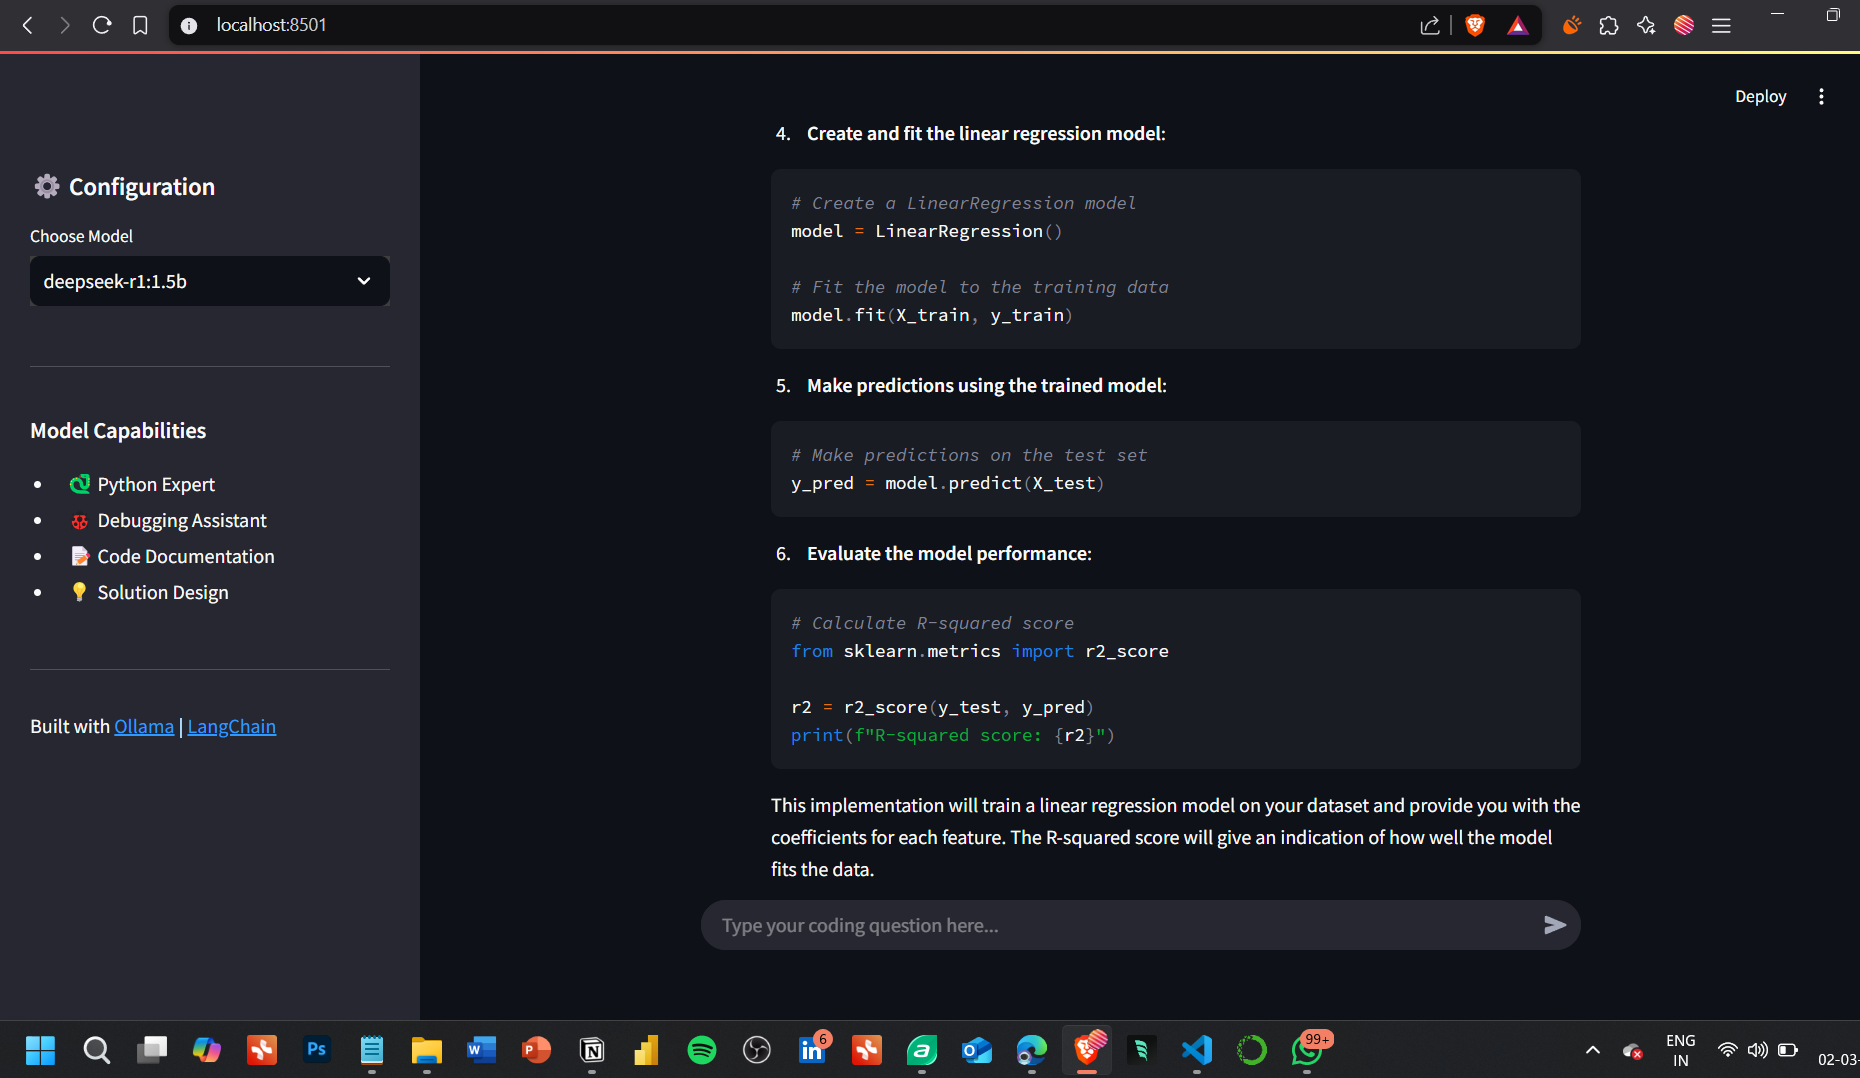 localhost:8501
Deploy
Configuration
Choose Model
deepseek-r1:1.5b
Model Capabilities
Python Expert
Debugging Assistant
Code Documentation
Solution Design
Built with Ollama | LangChain
4. Create and fit the linear regression model:
# Create a LinearRegression model
model = LinearRegression()
# Fit the model to the training data
model.fit(X_train, y_train)
5. Make predictions using the trained model:
# Make predictions on the test set
y_pred = model.predict(X_test)
6. Evaluate the model performance:
# Calculate R-squared score
from sklearn.metrics import r2_score
r2 = r2_score(y_test, y_pred)
print(f"R-squared score: {r2}")
This implementation will train a linear regression model on your dataset and provide you with the
coefficients for each feature. The R-squared score will give an indication of how well the model
fits the data.
Type your coding question here...
Ps
W
P
N
6
in
a
O
99+
ENG
IN
02-03-